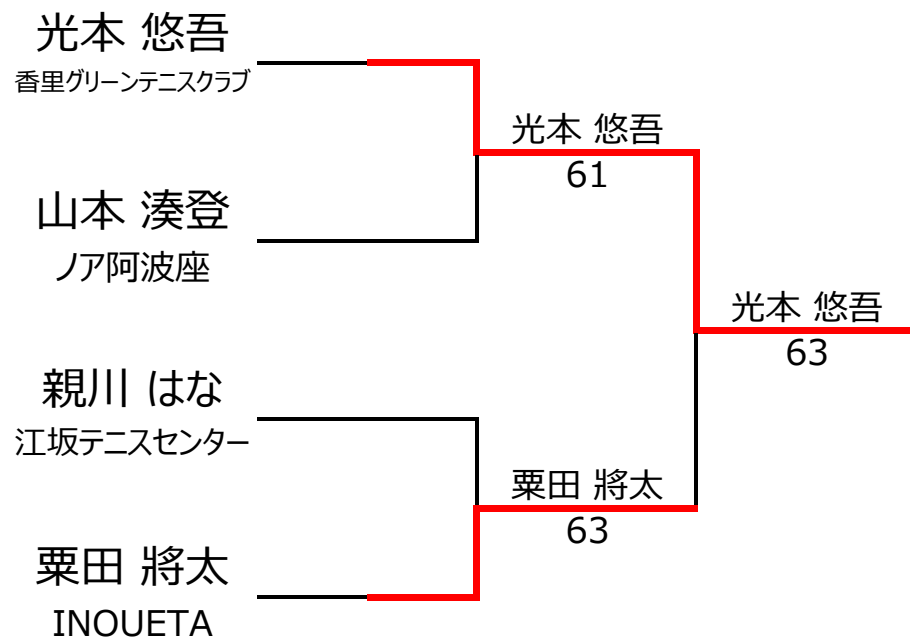 光本 悠吾
香里グリーンテニスクラブ
光本 悠吾
61
山本 湊登
ノア阿波座
光本 悠吾
63
親川 はな
江坂テニスセンター
粟田 將太
63
粟田 將太
INOUETA